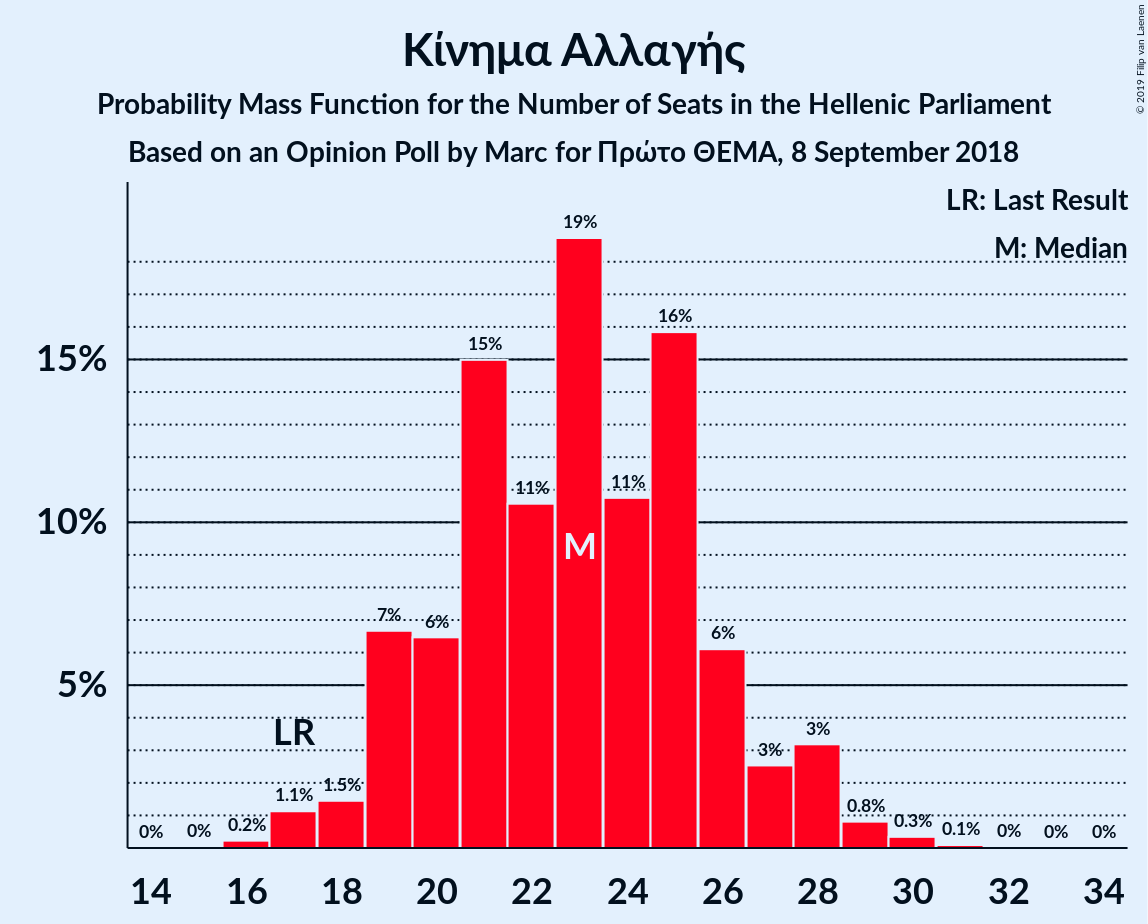 Κίνημα Αλλαγής
Probability Mass Function for the Number of Seats in the Hellenic Parliament
Based on an Opinion Poll by Marc for Πρώτο ΘΕΜΑ, 8 September 2018
© 2019 Filip van Laenen
LR: Last Result
M: Median
15%
10%
5%
0%
0%
0.2%
1.1%
1.5%
7%
6%
15%
11%
19%
11%
16%
6%
3%
3%
0.8%
0.3%
0.1%
0%
0%
0%
LR
M
14 16 18 20 22 24 26 28 30 32 34